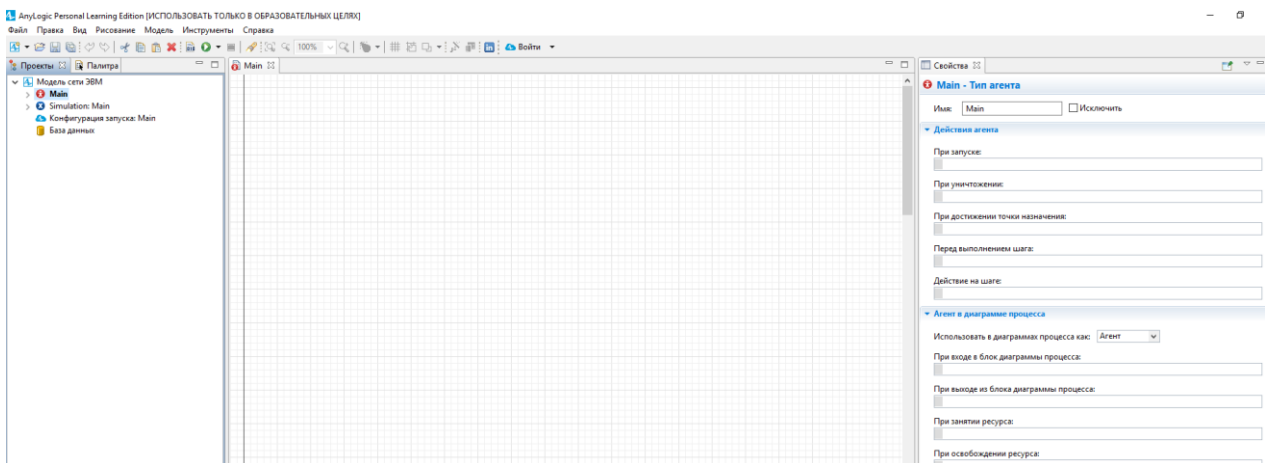 AnyLogic Personal Learning Edition [ИСПОЛЬЗОВАТЬ ТОЛЬКО В ОБРАЗОВАТЕЛЬНЫХ ЦЕЛЯХ]
Файл Правка Вид Рисование Модель Инструменты Справка
100% in Войти
Проекты Палитра Main Свойства
Модель сети ЭВМ
Main
Simulation: Main
Конфигурация запуска: Main
База данных
Main - Тип агента
Имя: Main Исключить
Действия агента
При запуске:
При уничтожении:
При достижении точки назначения:
Перед выполнением шага:
Действие на шаге:
Агент в диаграмме процесса
Использовать в диаграммах процесса как: Агент
При входе в блок диаграммы процесса:
При выходе из блока диаграммы процесса:
При занятии ресурса:
При освобождении ресурса: